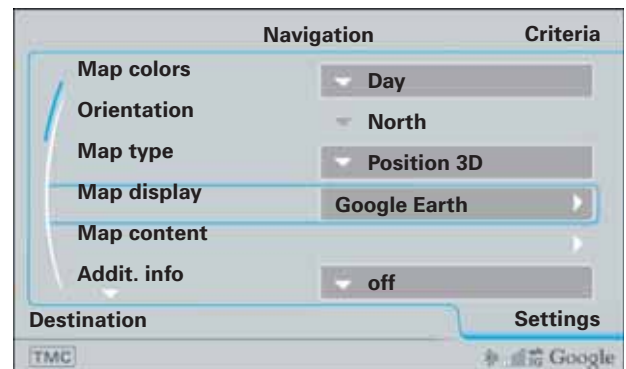 Navigation Criteria
Map colors Day
Orientation North
Map type Position 3D
Map display Google Earth
Map content
Addit. info off
Destination Settings
TMC Google